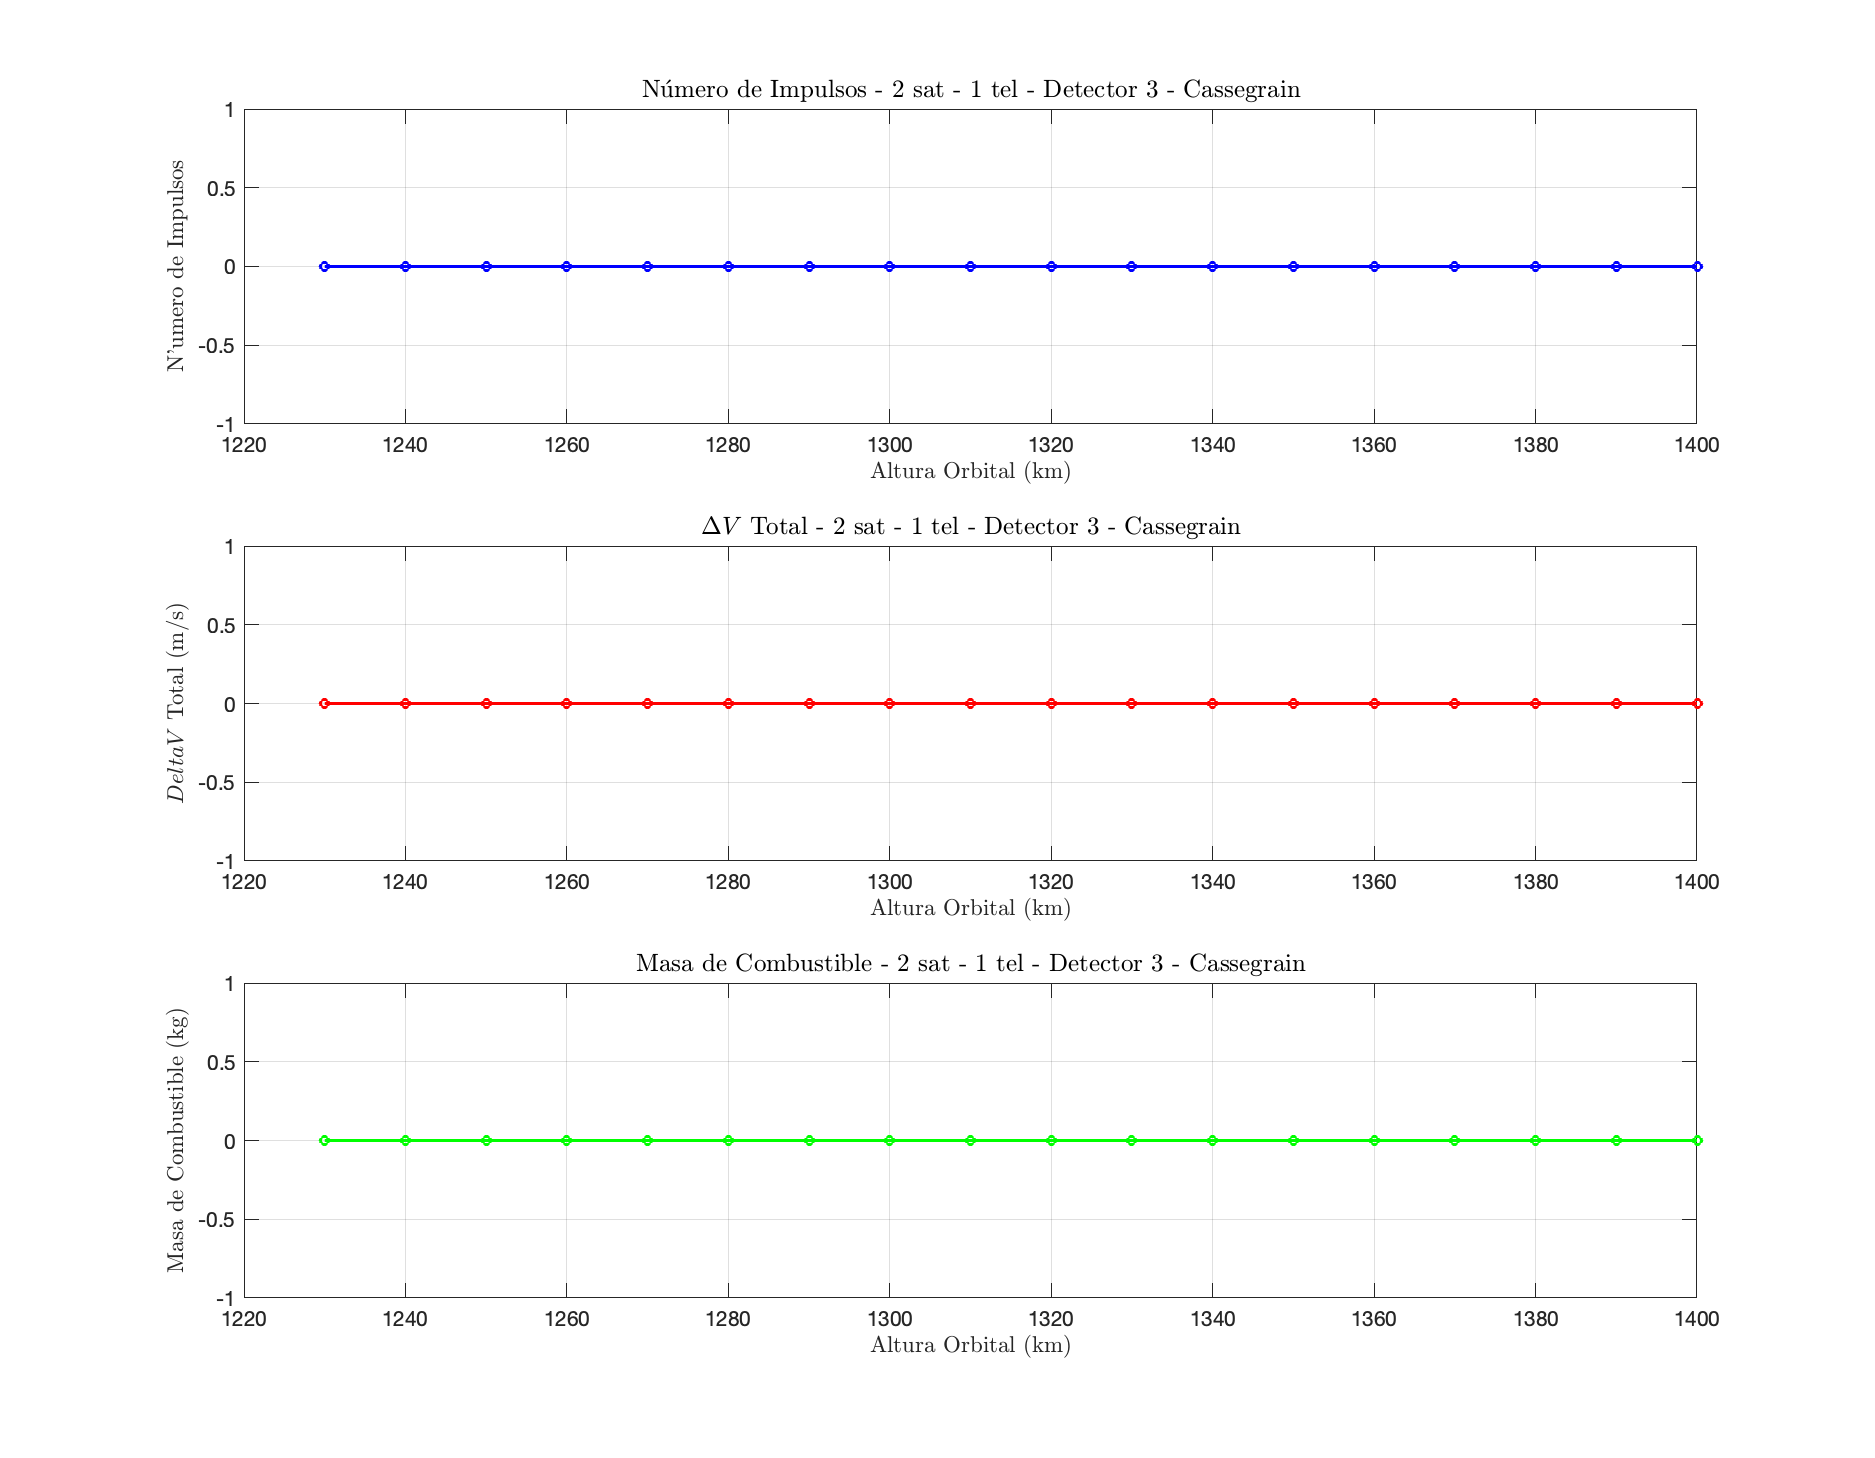 Número de Impulsos - 2 sat - 1 tel - Detector 3 - Cassegrain
N'umero de Impulsos
1
0.5
0
-0.5
-1
1220 1240 1260 1280 1300 1320 1340 1360 1380 1400
Altura Orbital (km)
ΔV Total - 2 sat - 1 tel - Detector 3 - Cassegrain
DeltaV Total (m/s)
1
0.5
0
-0.5
-1
1220 1240 1260 1280 1300 1320 1340 1360 1380 1400
Altura Orbital (km)
Masa de Combustible - 2 sat - 1 tel - Detector 3 - Cassegrain
Masa de Combustible (kg)
1
0.5
0
-0.5
-1
1220 1240 1260 1280 1300 1320 1340 1360 1380 1400
Altura Orbital (km)